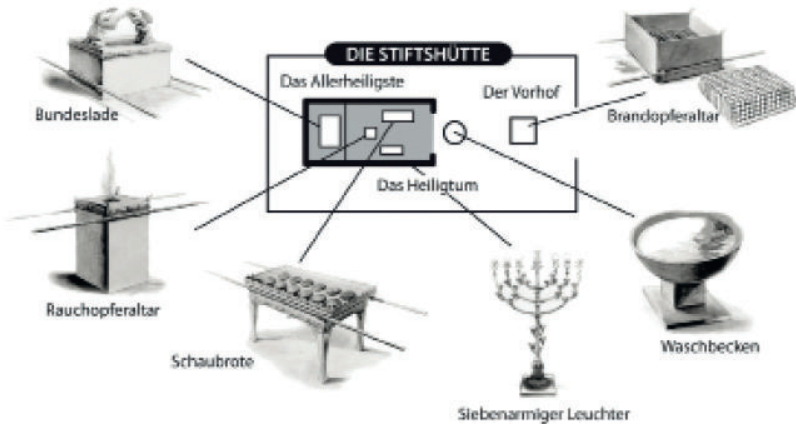 DIE STIFTSHÜTTE
Das Allerheiligste
Der Vorhof
Bundeslade
Brandopferaltar
Das Heiligtum
Rauchopferaltar
Schaubrote
Waschbecken
Siebenarmiger Leuchter